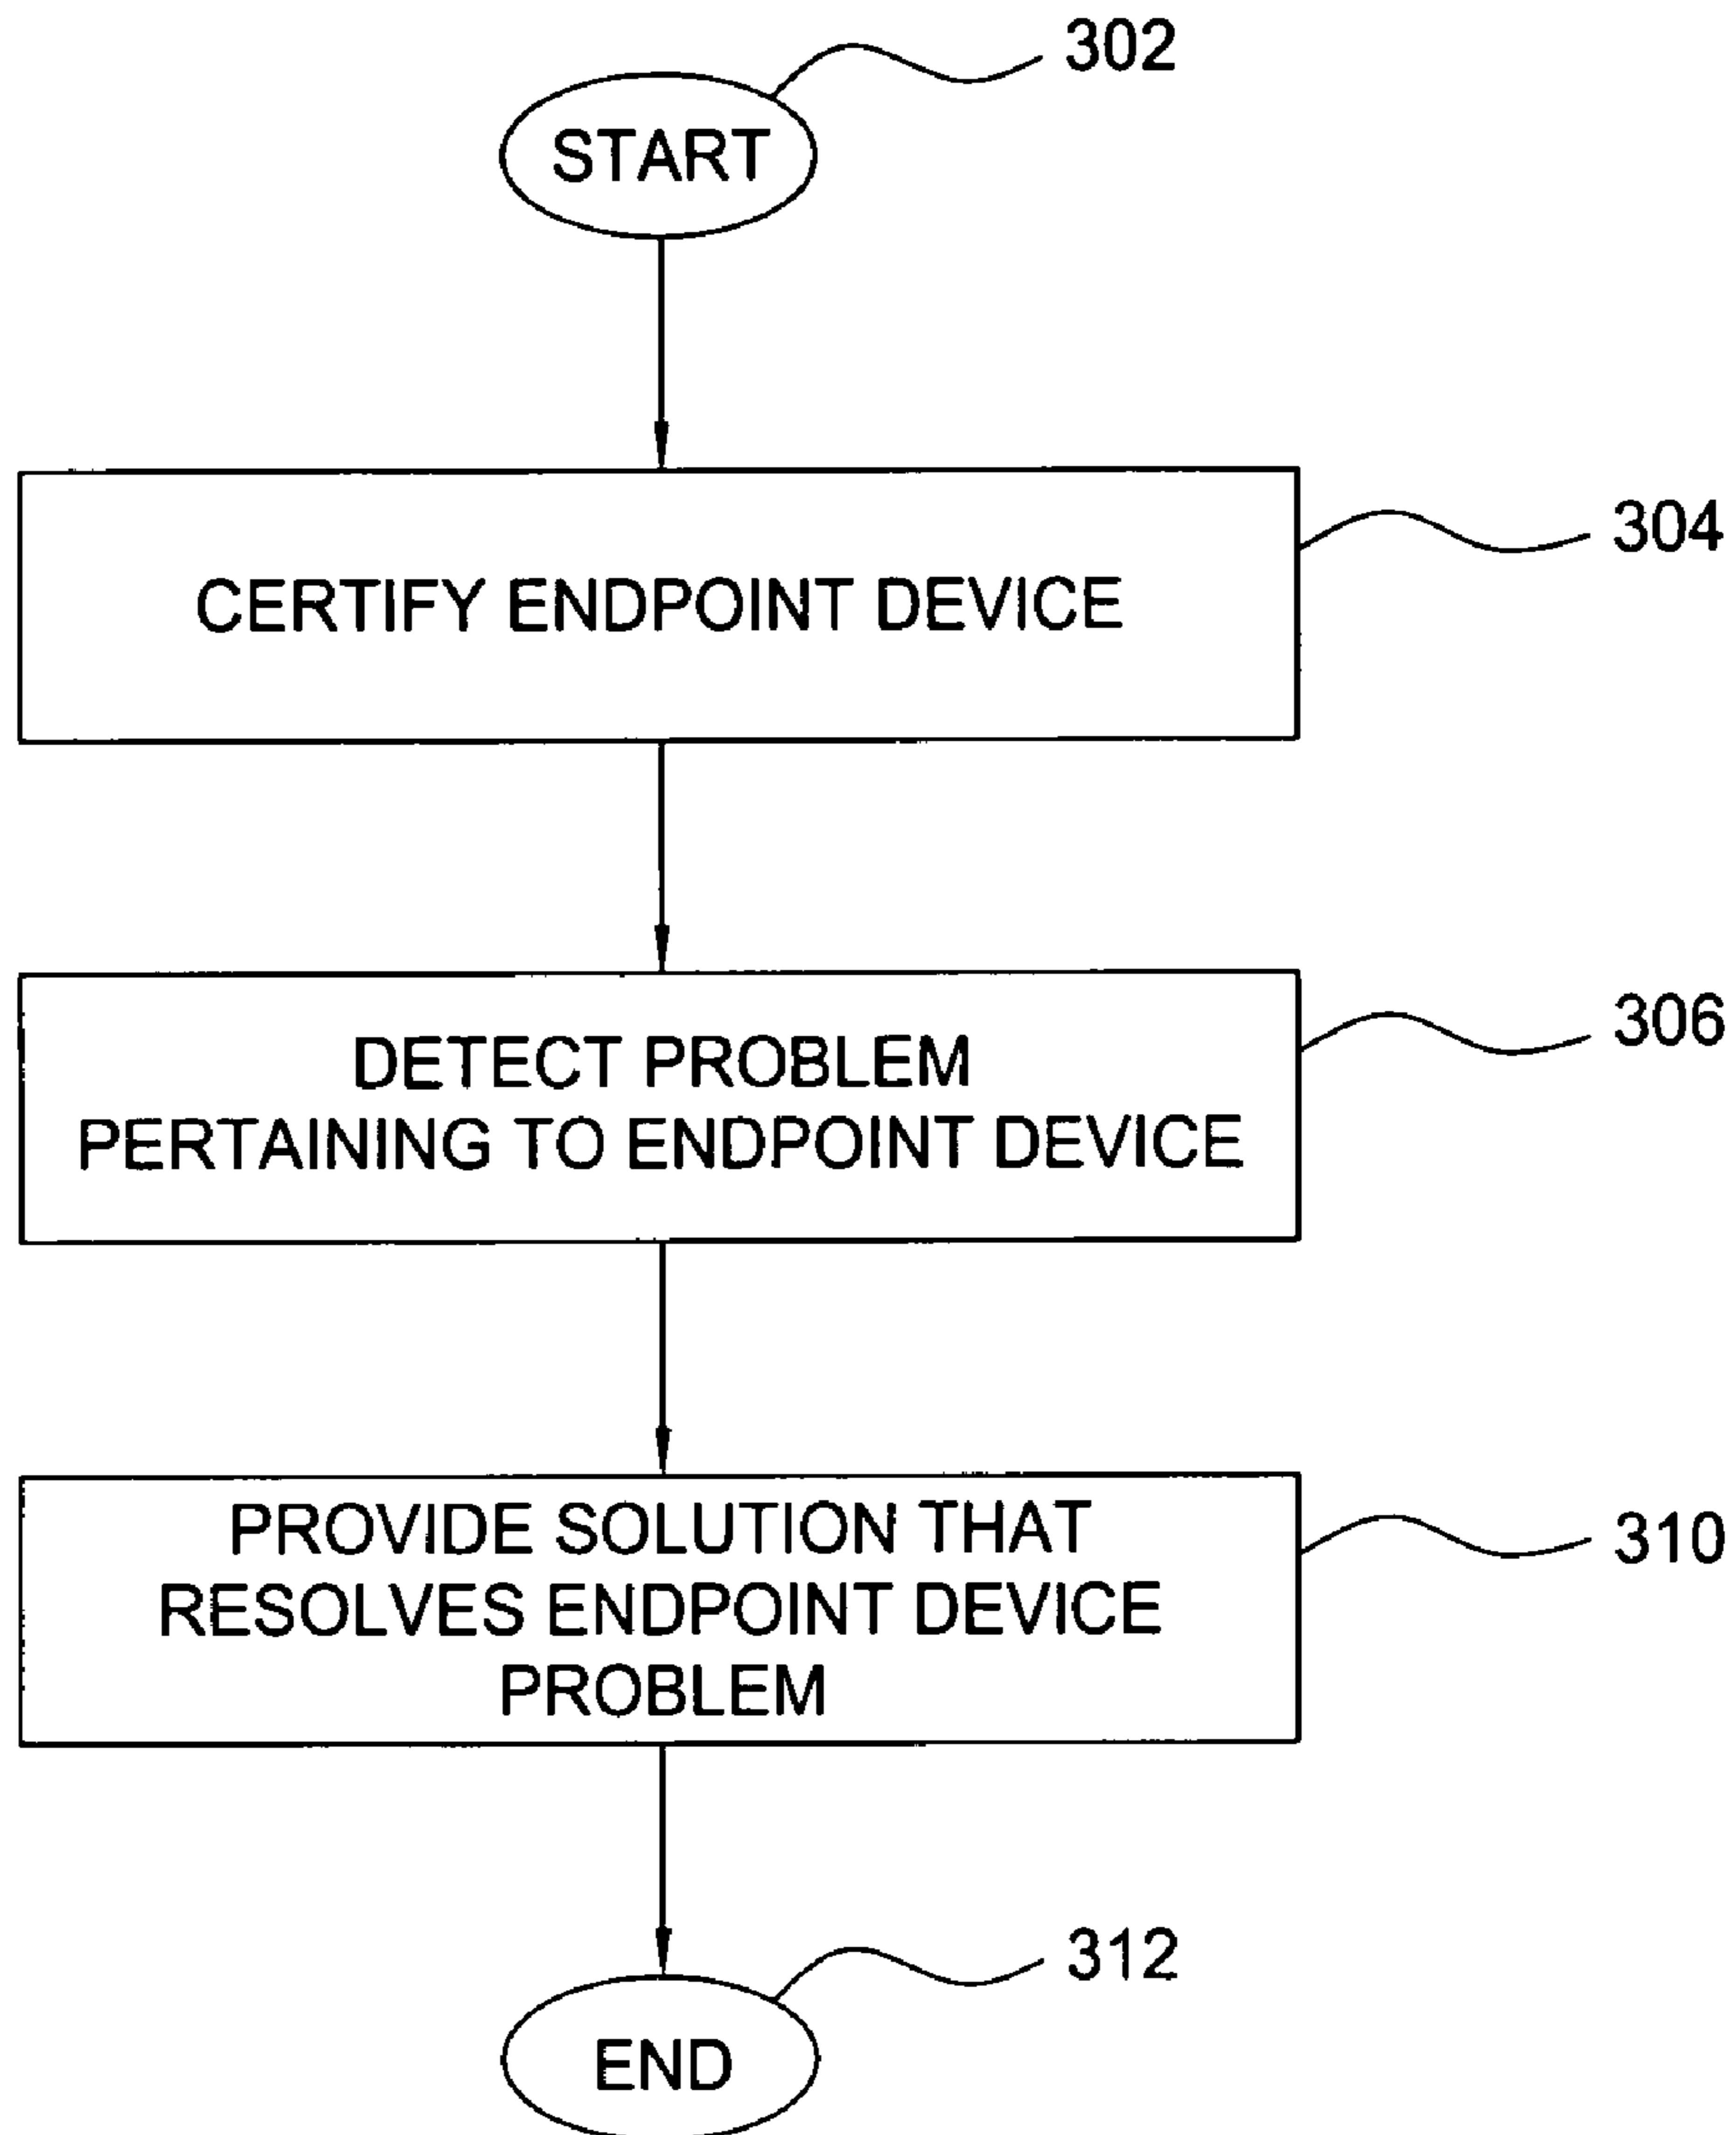 302
START
304
CERTIFY ENDPOINT DEVICE
306
DETECT PROBLEM
PERTAINING TO ENDPOINT DEVICE
310
PROVIDE SOLUTION THAT
RESOLVES ENDPOINT DEVICE
PROBLEM
312
END